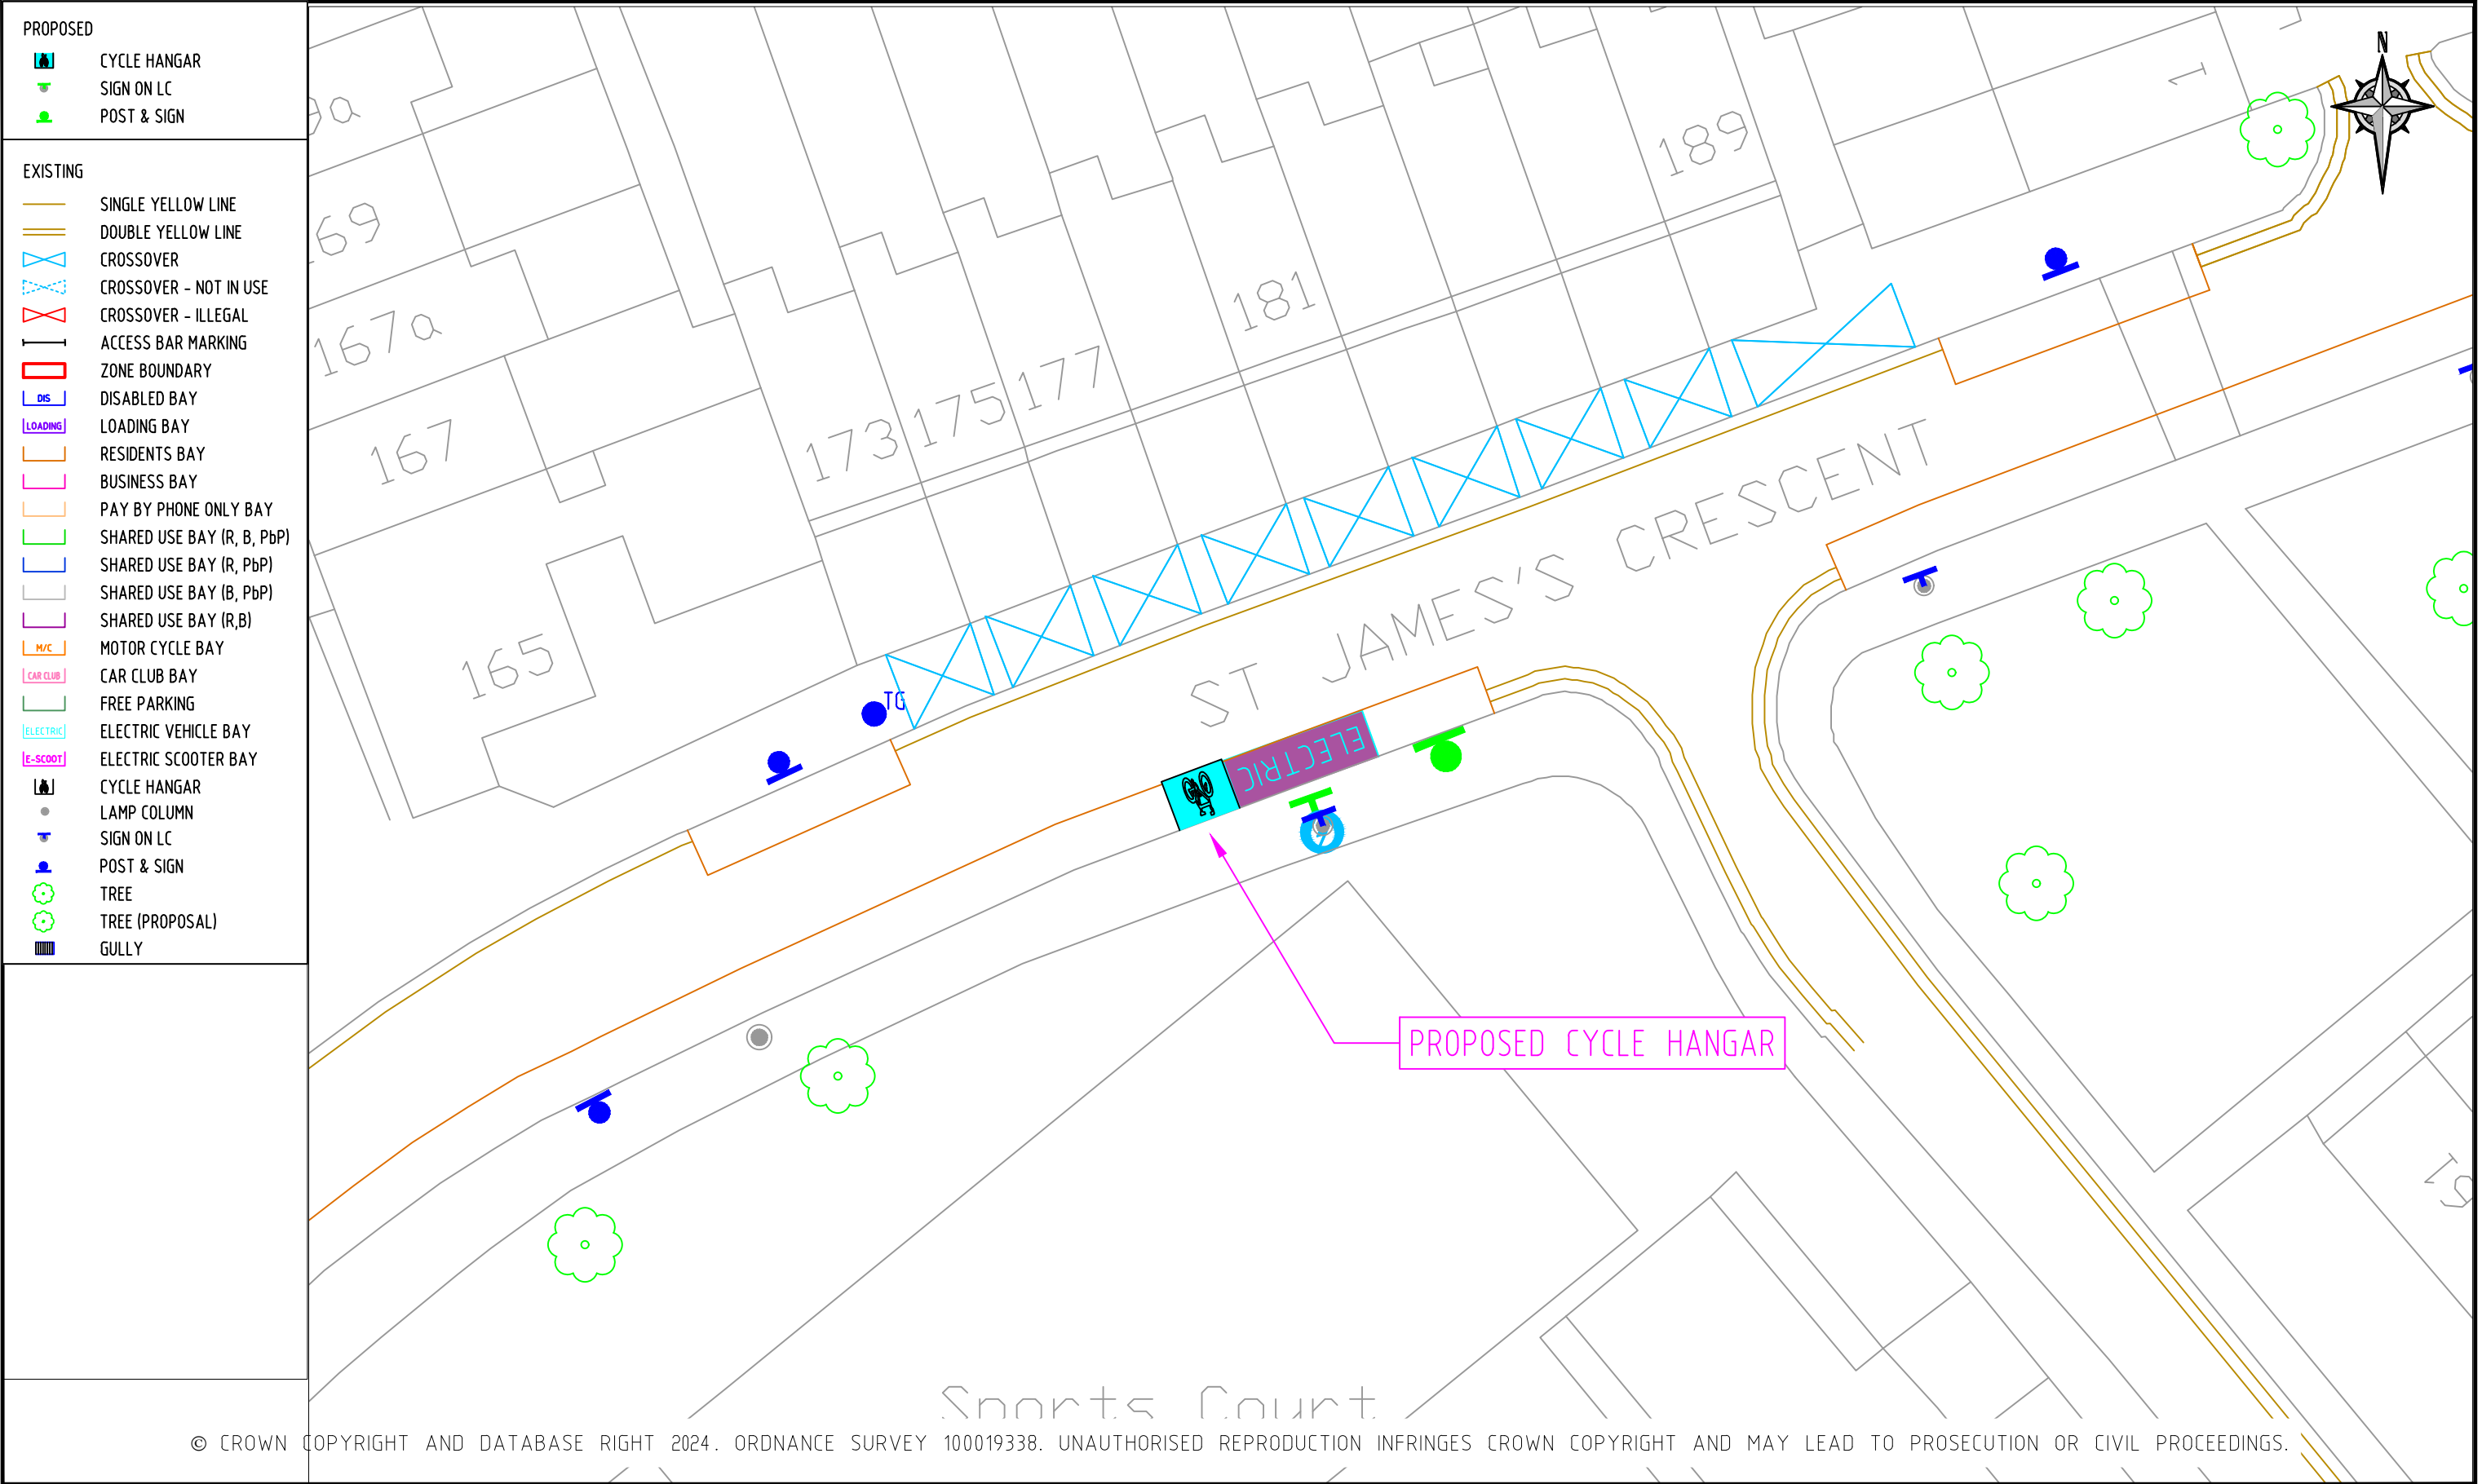 PROPOSED
CYCLE HANGAR
SIGN ON LC
POST & SIGN
EXISTING
SINGLE YELLOW LINE
DOUBLE YELLOW LINE
CROSSOVER
CROSSOVER - NOT IN USE
CROSSOVER - ILLEGAL
ACCESS BAR MARKING
ZONE BOUNDARY
DIS DISABLED BAY
LOADING LOADING BAY
RESIDENTS BAY
BUSINESS BAY
PAY BY PHONE ONLY BAY
SHARED USE BAY (R, B, PbP)
SHARED USE BAY (R, PbP)
SHARED USE BAY (B, PbP)
SHARED USE BAY (R,B)
M/C MOTOR CYCLE BAY
CAR CLUB CAR CLUB BAY
FREE PARKING
ELECTRIC ELECTRIC VEHICLE BAY
E-SCOOT ELECTRIC SCOOTER BAY
CYCLE HANGAR
LAMP COLUMN
SIGN ON LC
POST & SIGN
TREE
TREE (PROPOSAL)
GULLY
N
1
189
181
167a
167
173 175 177
165
TG
ST JAMES'S CRESCENT
ELECTRIC
PROPOSED CYCLE HANGAR
Sports Court
© CROWN COPYRIGHT AND DATABASE RIGHT 2024. ORDNANCE SURVEY 100019338. UNAUTHORISED REPRODUCTION INFRINGES CROWN COPYRIGHT AND MAY LEAD TO PROSECUTION OR CIVIL PROCEEDINGS.